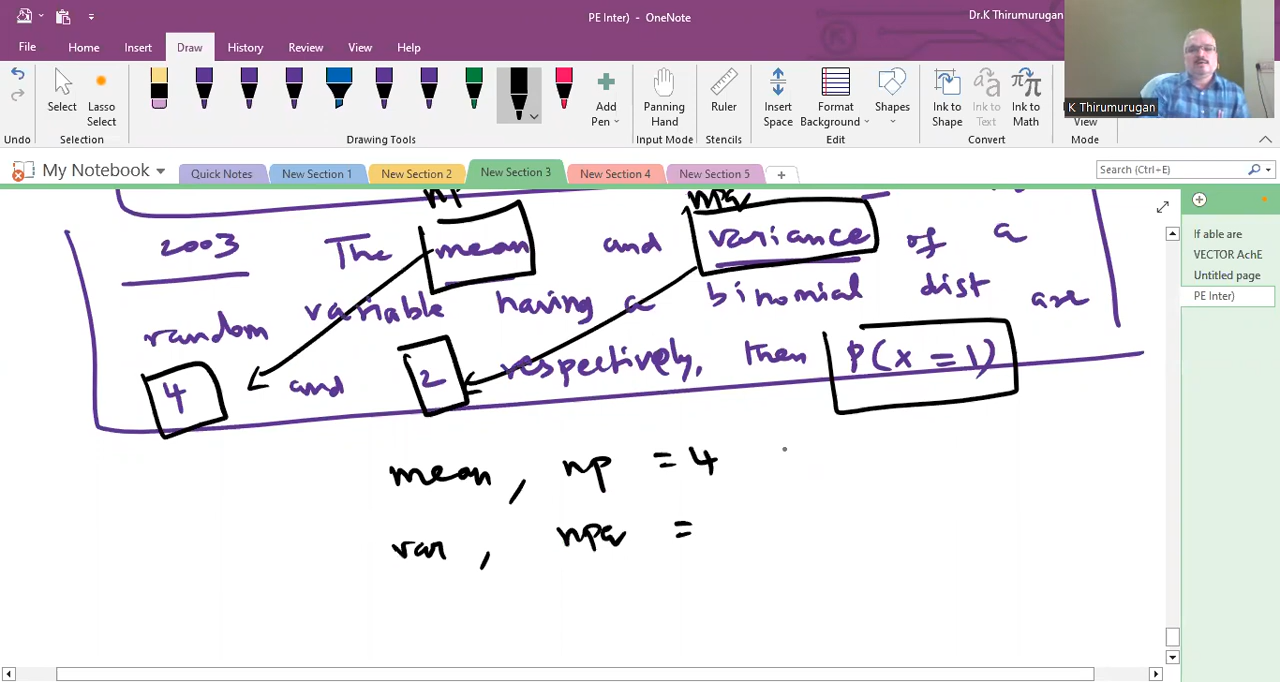 PE Inter) - OneNote
Dr.K Thirumurugan
File Home Insert Draw History Review View Help
Undo
Select
Lasso Select
Selection
Drawing Tools
Add Pen
Panning Hand
Input Mode
Ruler
Stencils
Insert Space
Format Background
Shapes
Edit
Ink to Shape
Ink to Text
Ink to Math
Convert
K Thirumurugan
View
Mode
My Notebook
Quick Notes
New Section 1
New Section 2
New Section 3
New Section 4
New Section 5
Search (Ctrl+E)
If able are
VECTOR AchE
Untitled page
PE Inter)
np npq
2003 The mean and variance of a
random variable having a binomial dist are
4 and 2 respectively, then P(x = 1)
mean, np = 4
var, npq =